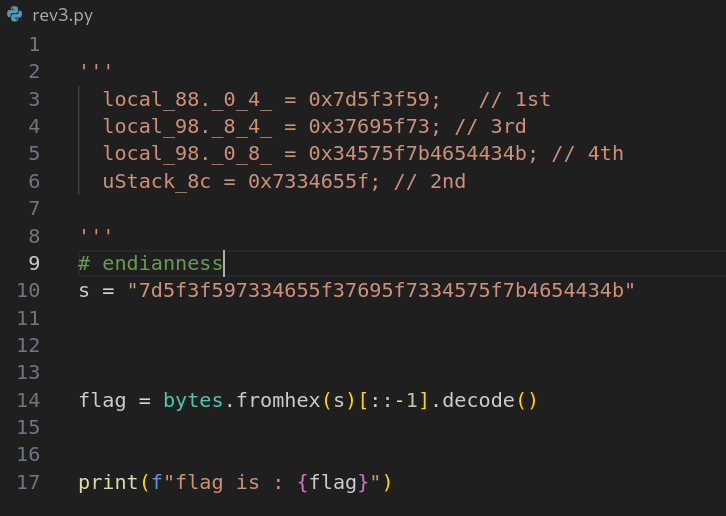 rev3.py
1
2 '''
3 local_88._0_4_ = 0x7d5f3f59; // 1st
4 local_98._8_4_ = 0x37695f73; // 3rd
5 local_98._0_8_ = 0x34575f7b4654434b; // 4th
6 uStack_8c = 0x7334655f; // 2nd
7
8 '''
9 # endianness
10 s = "7d5f3f597334655f37695f7334575f7b4654434b"
11
12
13
14 flag = bytes.fromhex(s)[::-1].decode()
15
16
17 print(f"flag is : {flag}")